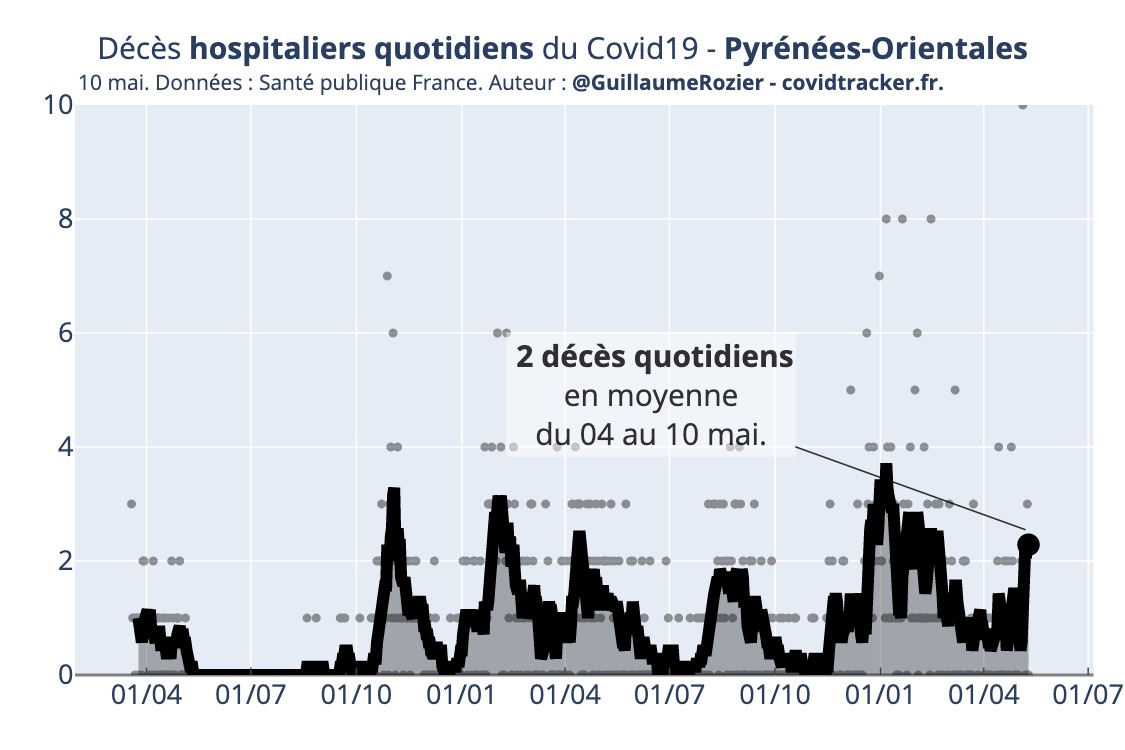 Décès hospitaliers quotidiens du Covid19 - Pyrénées-Orientales
10 mai. Données : Santé publique France. Auteur : @GuillaumeRozier - covidtracker.fr.
10
8
6
4
2
0
2 décès quotidiens
en moyenne
du 04 au 10 mai.
01/04 01/07 01/10 01/01 01/04 01/07 01/10 01/01 01/04 01/07